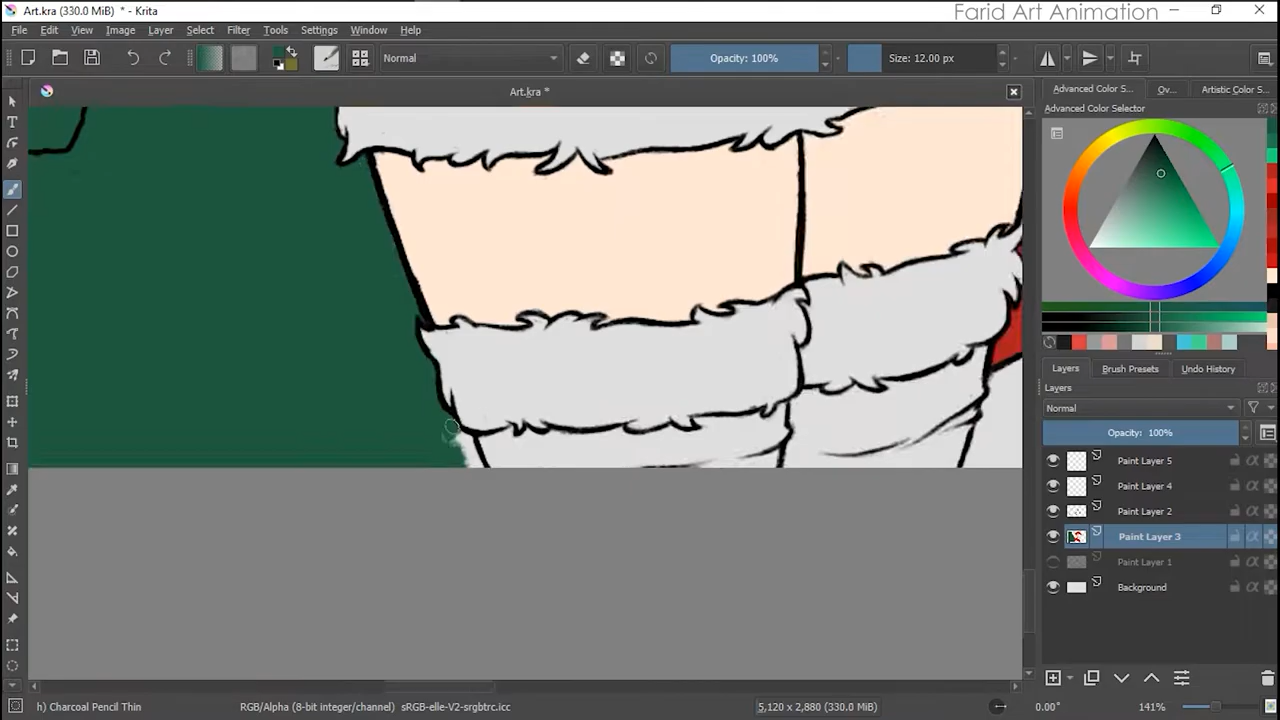 Art.kra (330.0 MiB) * - Krita
Farid Art Animation
File Edit View Image Layer Select Filter Tools Settings Window Help
Normal
Opacity: 100%
Size: 12.00 px
Art.kra *
Advanced Color S... Ov... Artistic Color S...
Advanced Color Selector
Layers Brush Presets Undo History
Layers
Normal
Opacity: 100%
Paint Layer 5
Paint Layer 4
Paint Layer 2
Paint Layer 3
Paint Layer 1
Background
h) Charcoal Pencil Thin
RGB/Alpha (8-bit integer/channel) sRGB-elle-V2-srgbtrc.icc
5,120 x 2,880 (330.0 MiB)
0.00°
141%